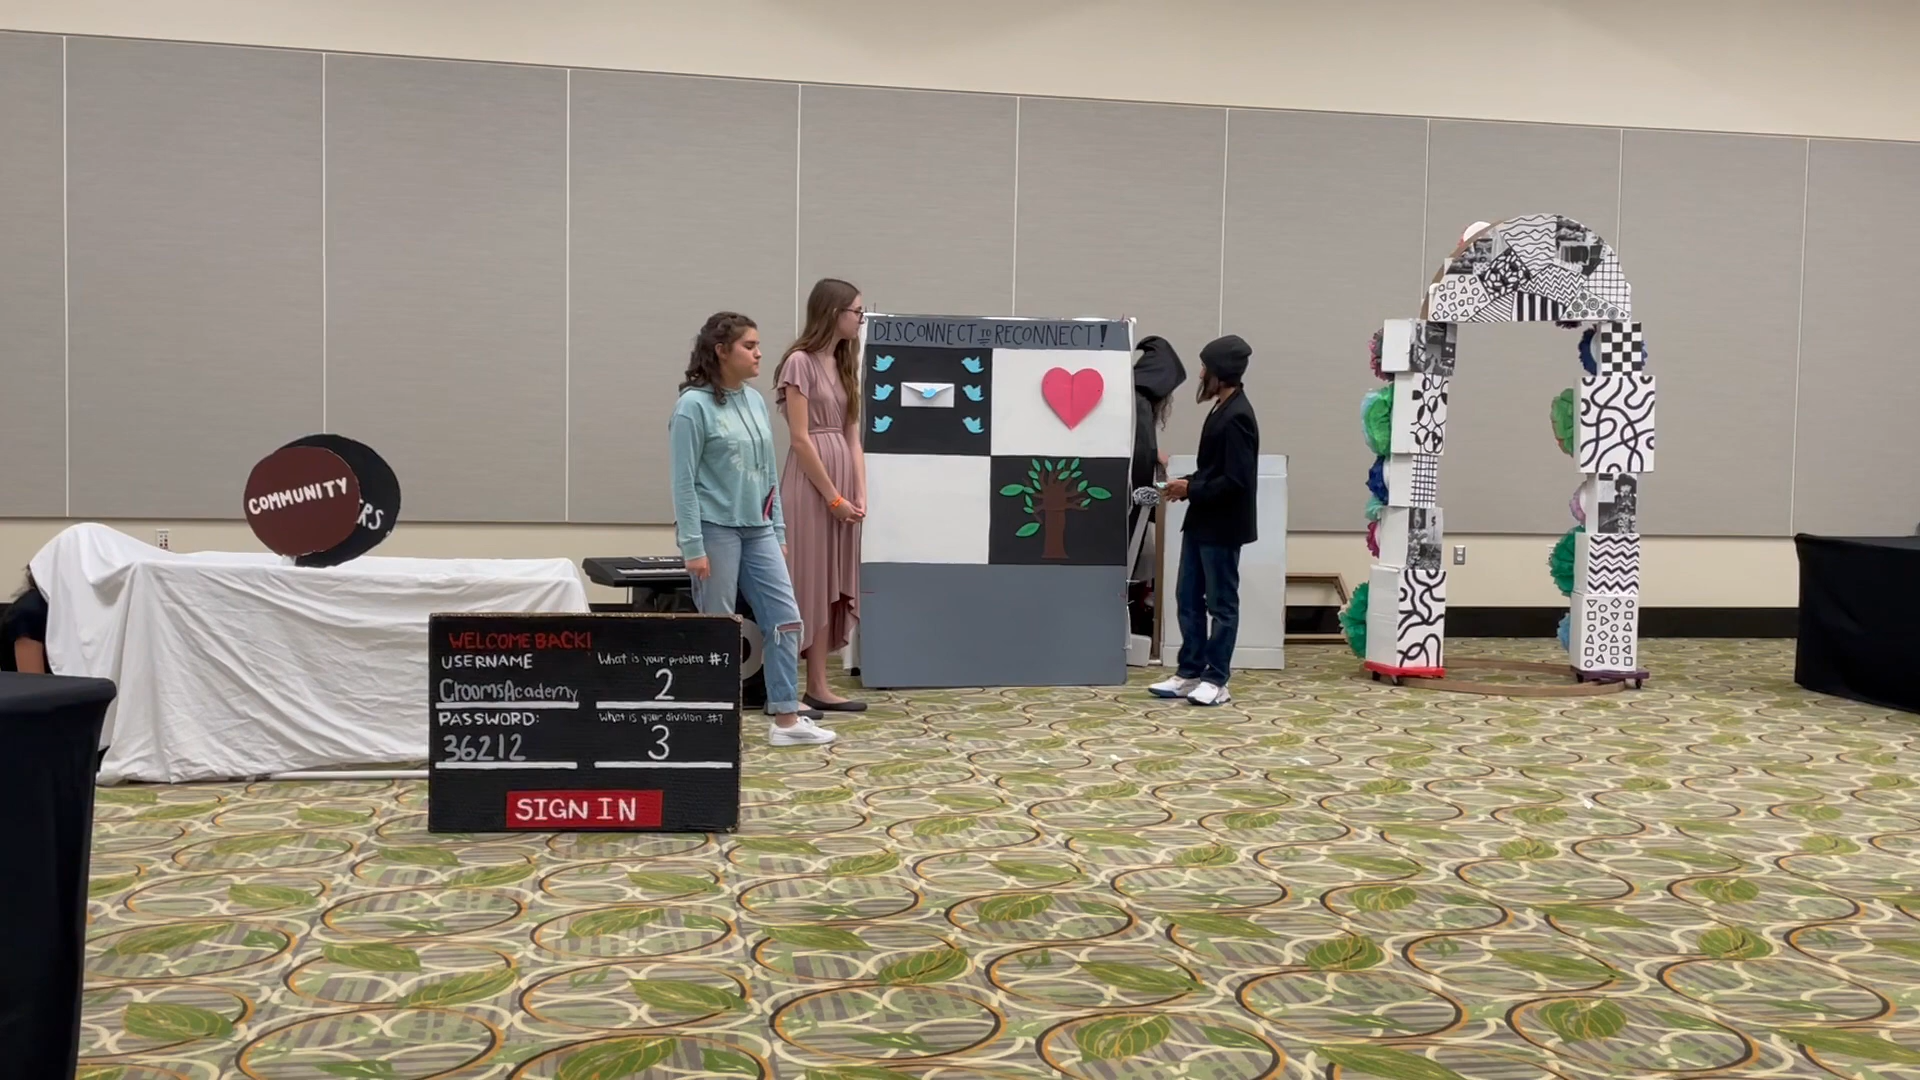 DISCONNECT TO RECONNECT!
COMMUNITY
ERS
WELCOME BACK!
USERNAME
CroomsAcademy
PASSWORD:
36212
What is your problem #?
2
What is your division #?
3
SIGN IN